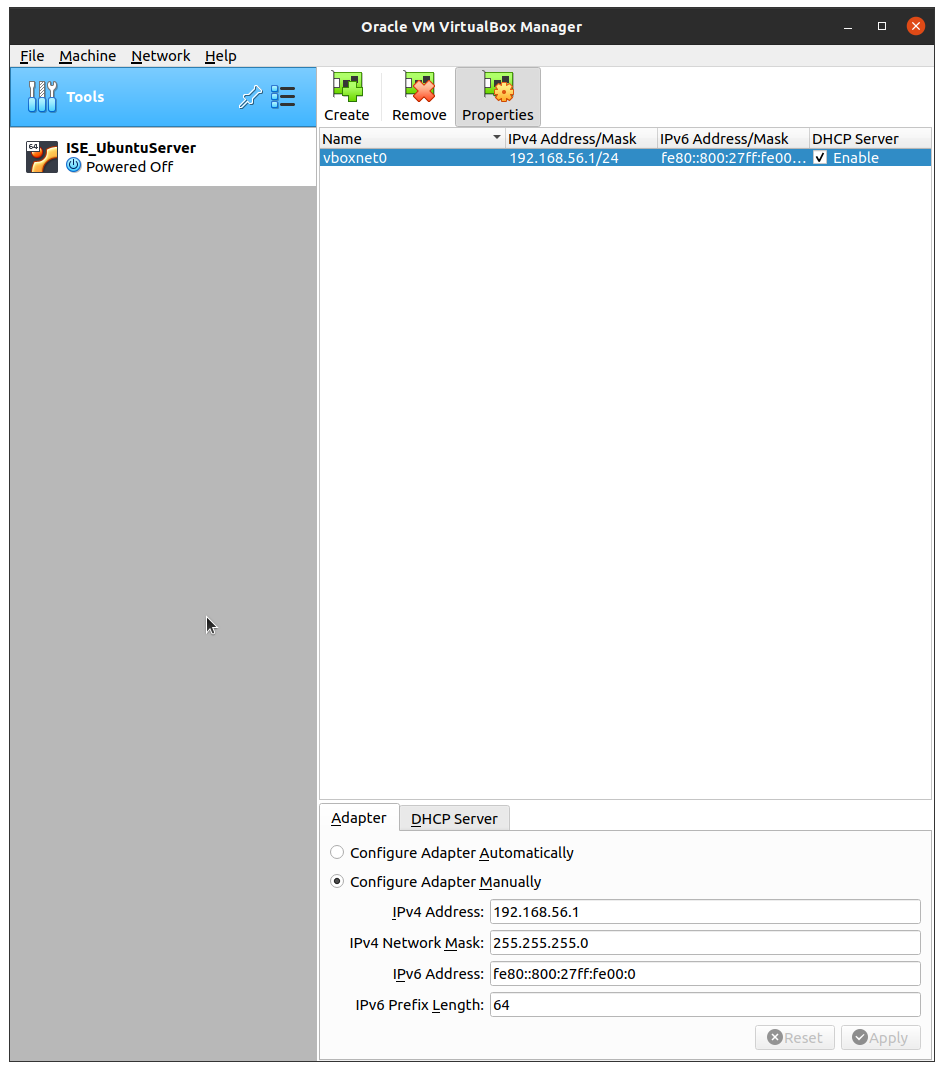 Oracle VM VirtualBox Manager
File Machine Network Help
Tools
Create Remove Properties
64 ISE_UbuntuServer
Powered Off
Name IPv4 Address/Mask IPv6 Address/Mask DHCP Server
vboxnet0 192.168.56.1/24 fe80::800:27ff:fe00... Enable
Adapter DHCP Server
Configure Adapter Automatically
Configure Adapter Manually
IPv4 Address: 192.168.56.1
IPv4 Network Mask: 255.255.255.0
IPv6 Address: fe80::800:27ff:fe00:0
IPv6 Prefix Length: 64
Reset Apply